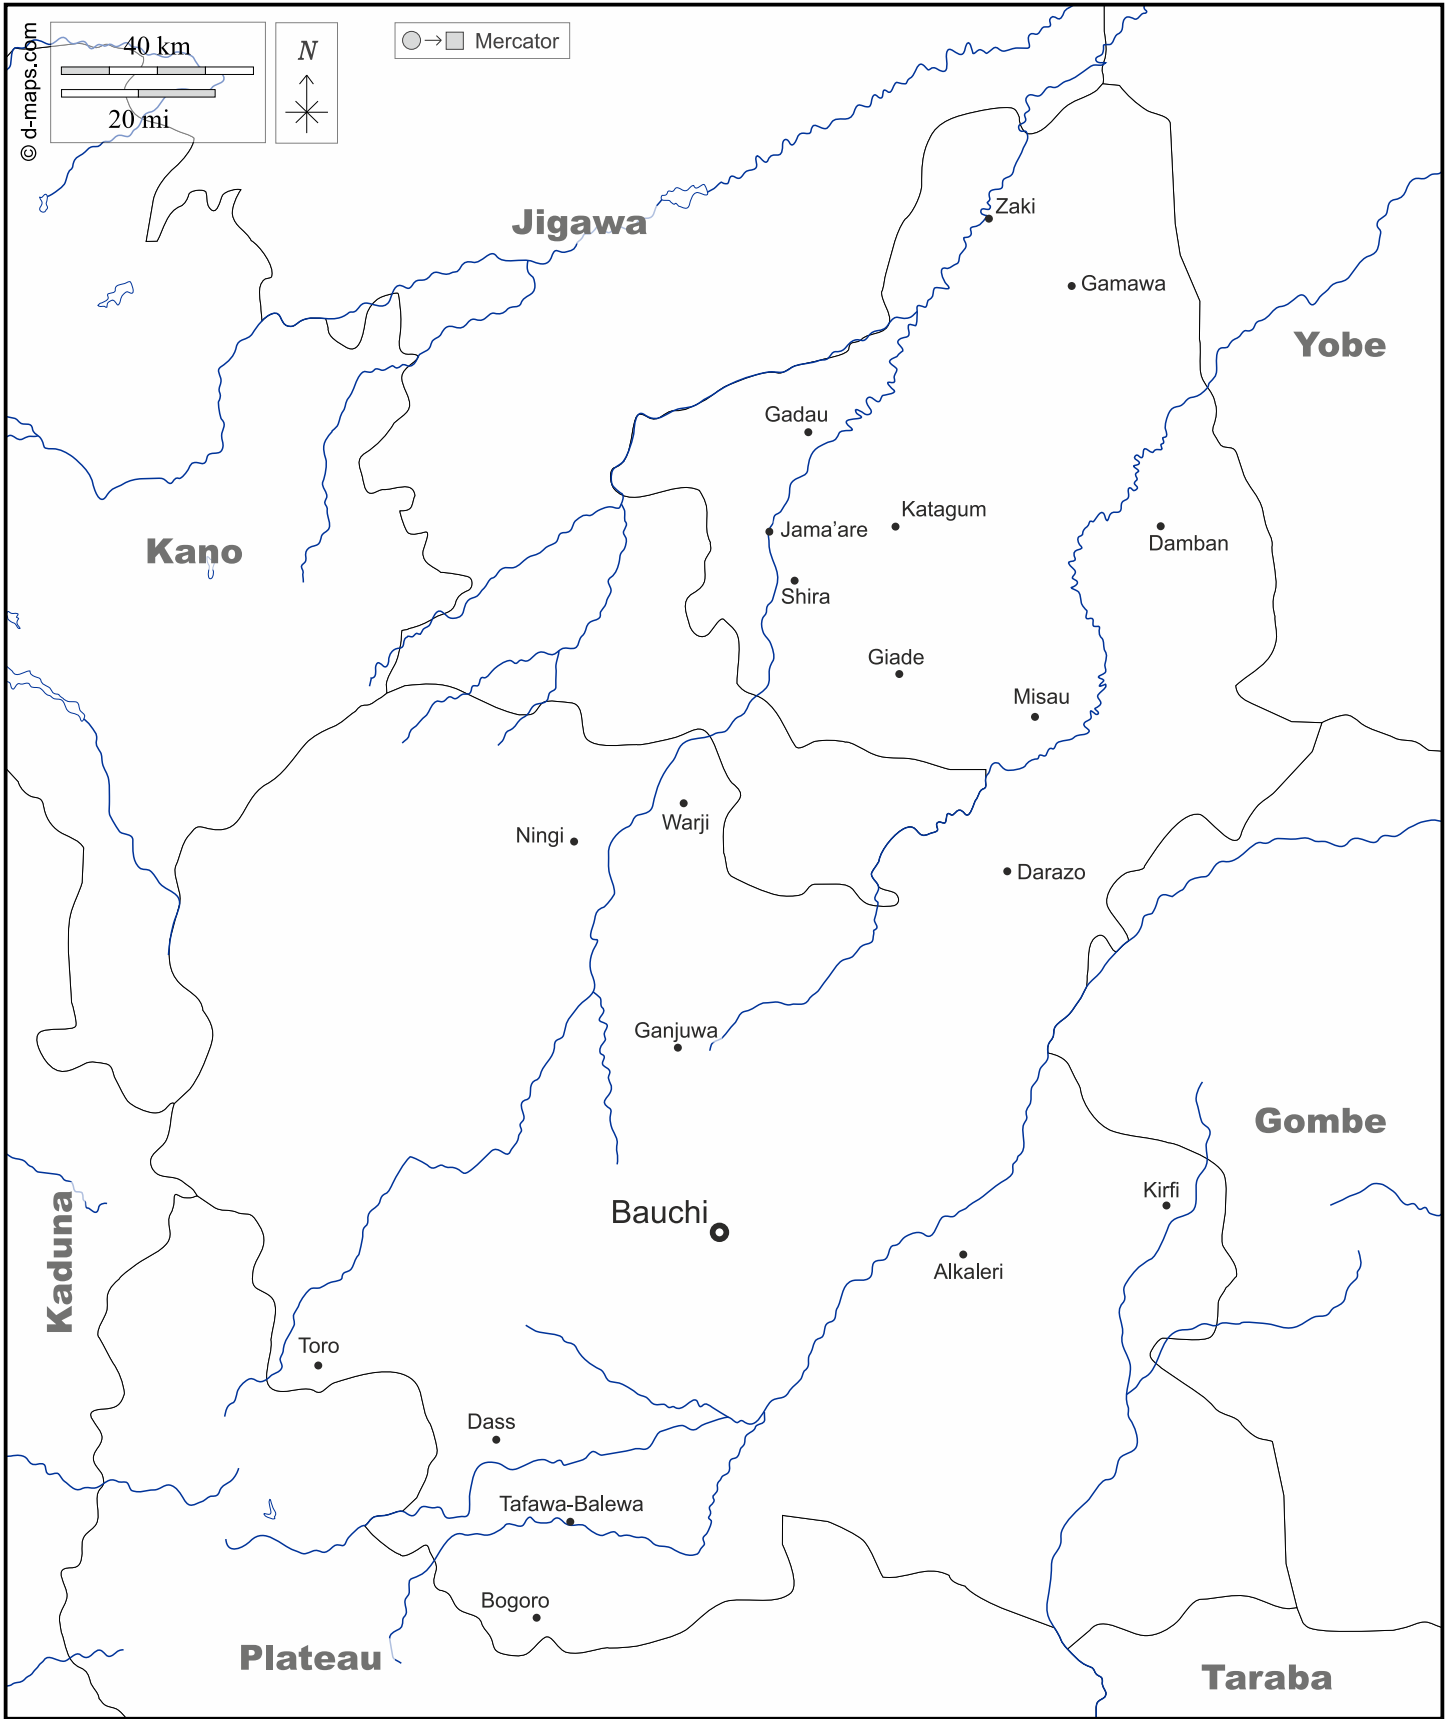 © d-maps.com
40 km
20 mi
N
Mercator
Zaki
Jigawa
Gamawa
Yobe
Gadau
Katagum
Jama’are
Damban
Kano
Shira
Giade
Misau
Warji
Ningi
Darazo
Ganjuwa
Gombe
Kirfi
Bauchi
Kaduna
Alkaleri
Toro
Dass
Tafawa-Balewa
Bogoro
Plateau
Taraba